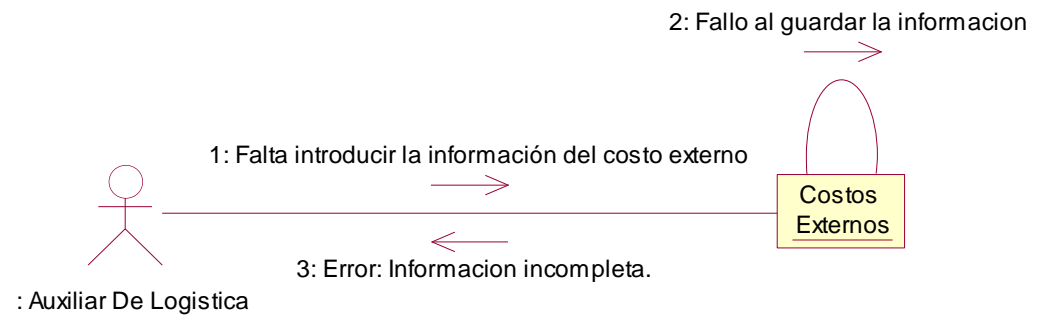 2: Fallo al guardar la informacion
1: Falta introducir la información del costo externo
Costos
Externos
3: Error: Informacion incompleta.
: Auxiliar De Logistica